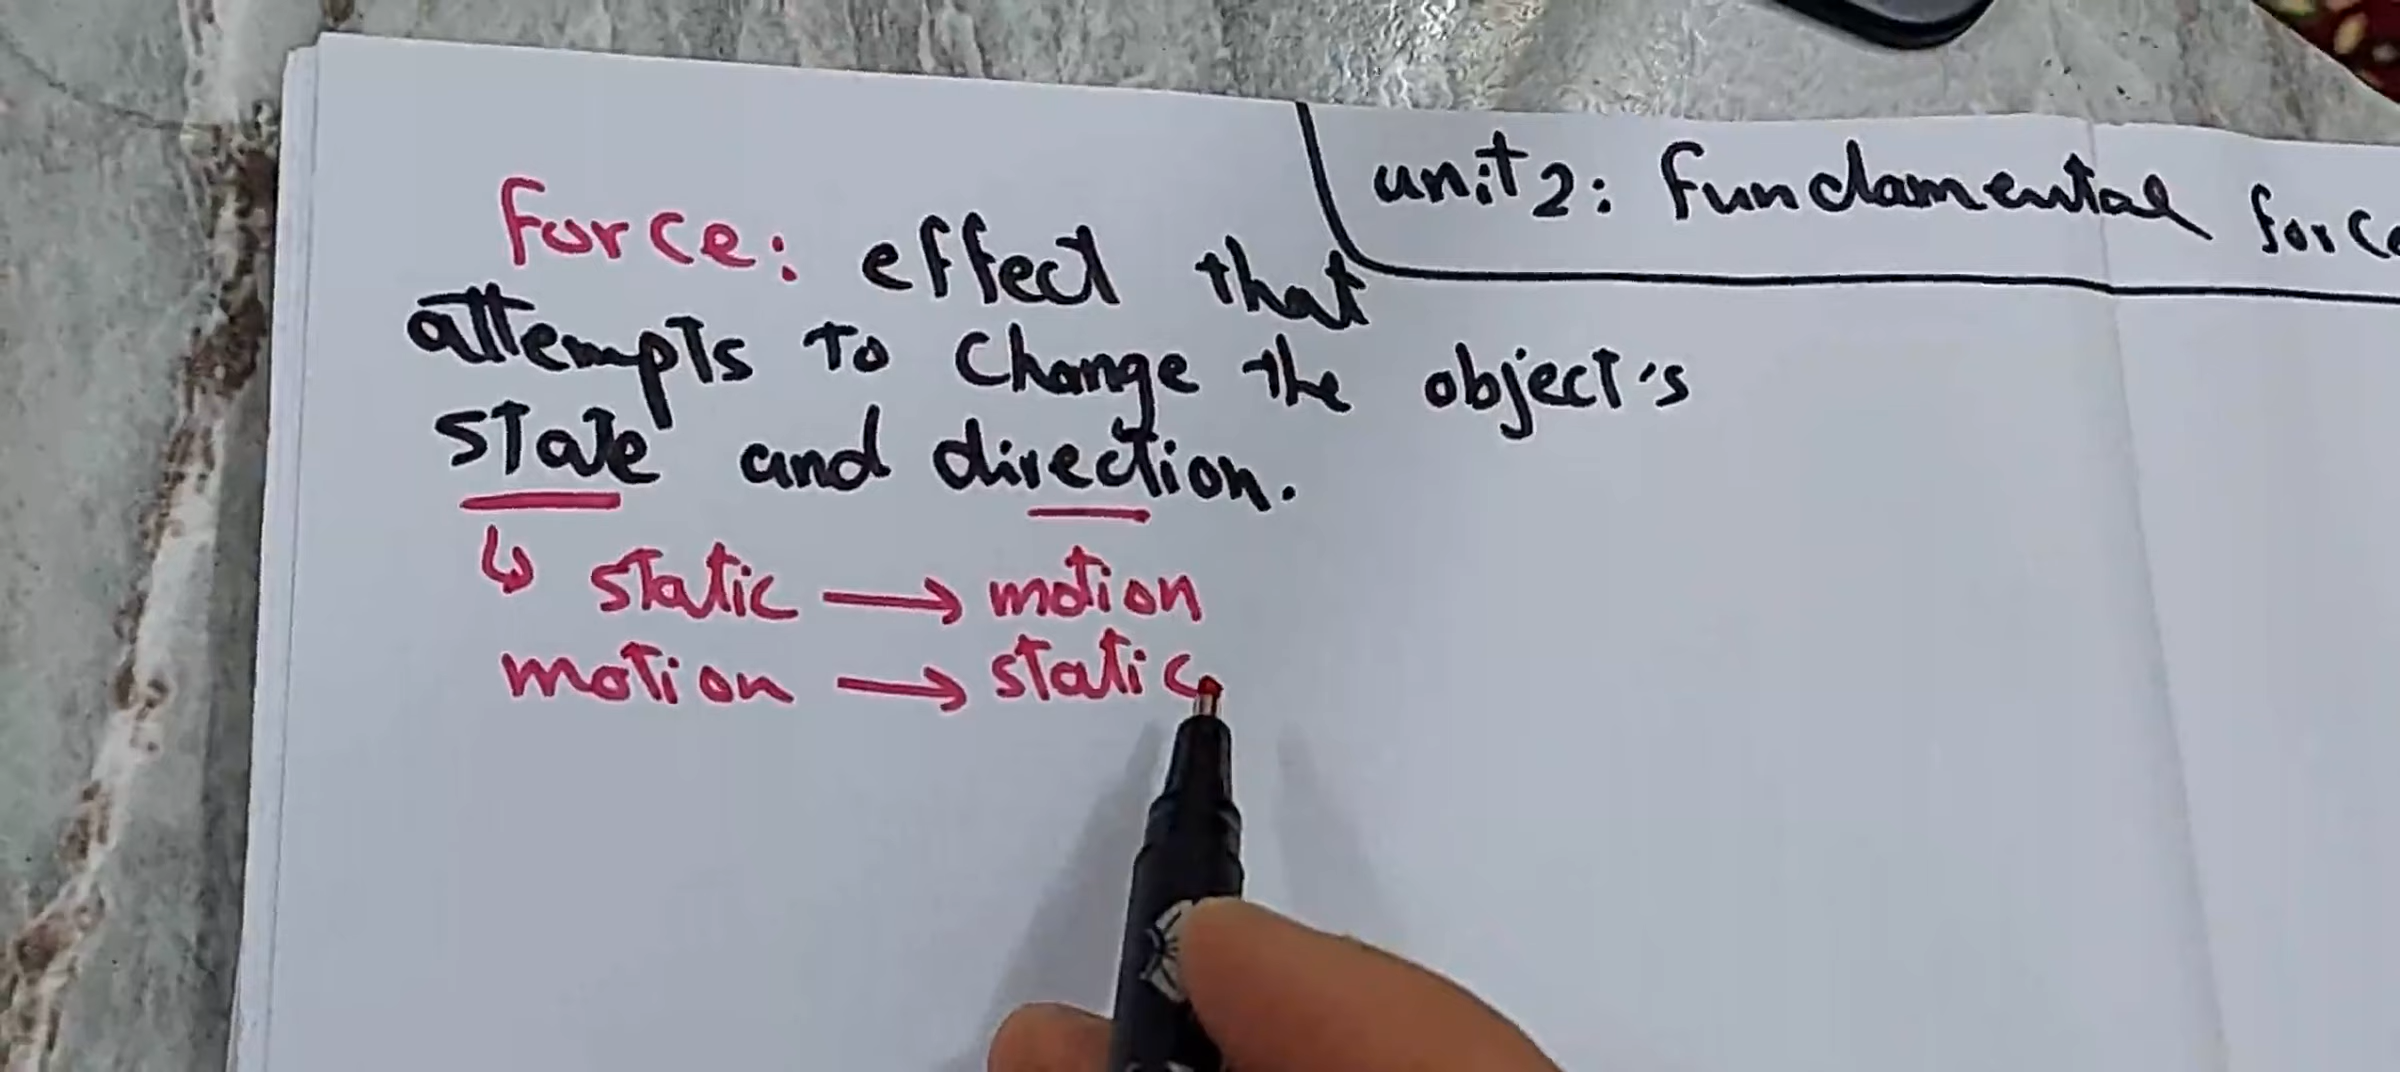 unit 2: Fundamental force
Force: effect that
attempts to change the object's
state and direction.
↳ static → motion
motion → static